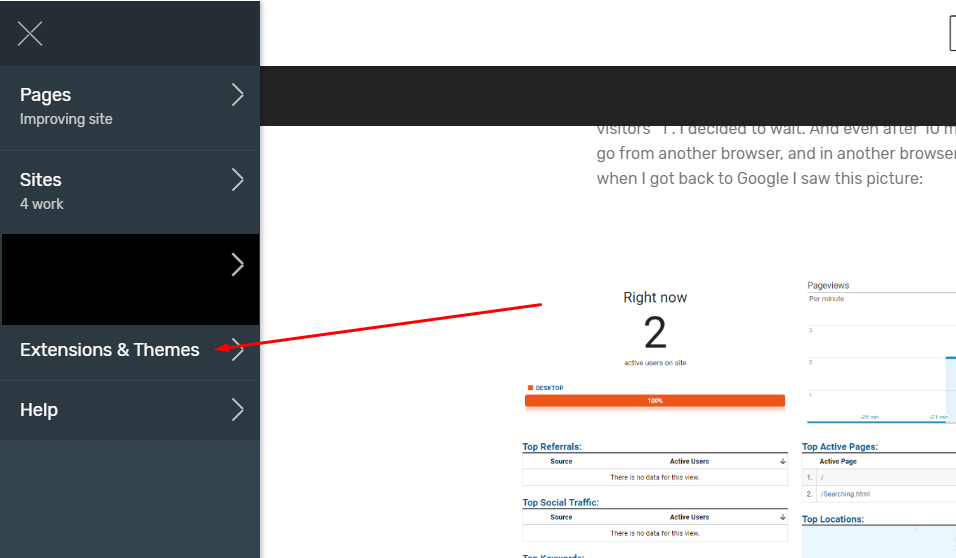 Pages
Improving site
Sites
4 work
Extensions & Themes
Help
visitors "1". I decided to wait. And even after 10 m
go from another browser, and in another browser
when I got back to Google I saw this picture:
Right now
2
active users on site
DESKTOP
100%
Top Referrals:
Source Active Users
There is no data for this view.
Top Social Traffic:
Source Active Users
There is no data for this view.
Top Keywords:
Pageviews
Per minute
3
2
1
-26 min -21 min
Top Active Pages:
Active Page
1. /
2. /Searching.html
Top Locations: